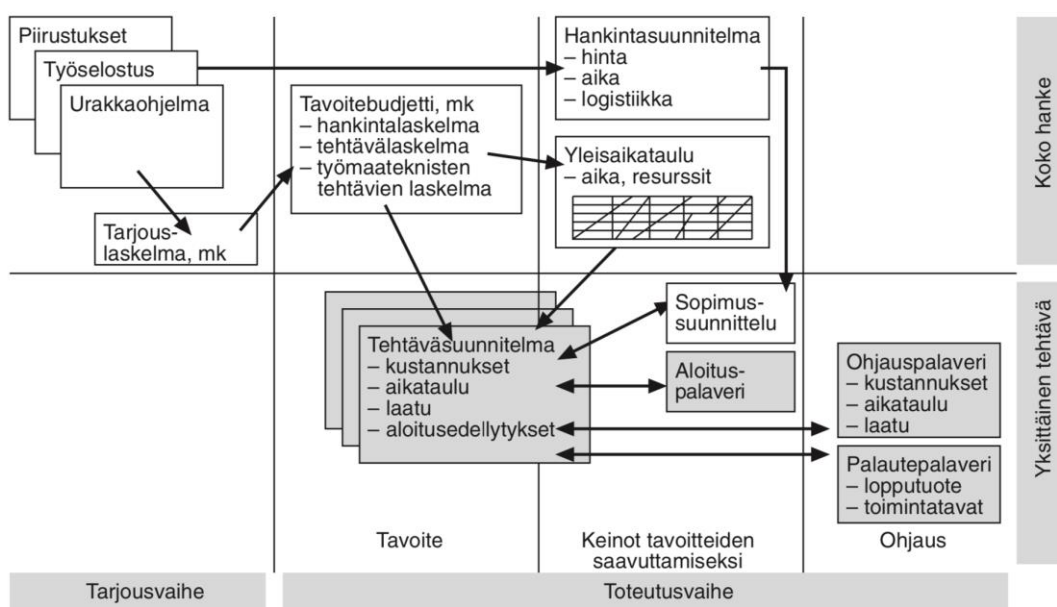 Piirustukset
Työselostus
Urakkaohjelma
Tarjous-
laskelma, mk
Tavoitebudjetti, mk
– hankintalaskelma
– tehtävälaskelma
– työmaateknisten
tehtävien laskelma
Hankintasuunnitelma
– hinta
– aika
– logistiikka
Yleisaikataulu
– aika, resurssit
Koko hanke
Tehtäväsuunnitelma
– kustannukset
– aikataulu
– laatu
– aloitusedellytykset
Sopimus-
suunnittelu
Aloitus-
palaveri
Ohjauspalaveri
– kustannukset
– aikataulu
– laatu
Palautepalaveri
– lopputuote
– toimintatavat
Yksittäinen tehtävä
Tavoite
Keinot tavoitteiden
saavuttamiseksi
Ohjaus
Tarjousvaihe
Toteutusvaihe